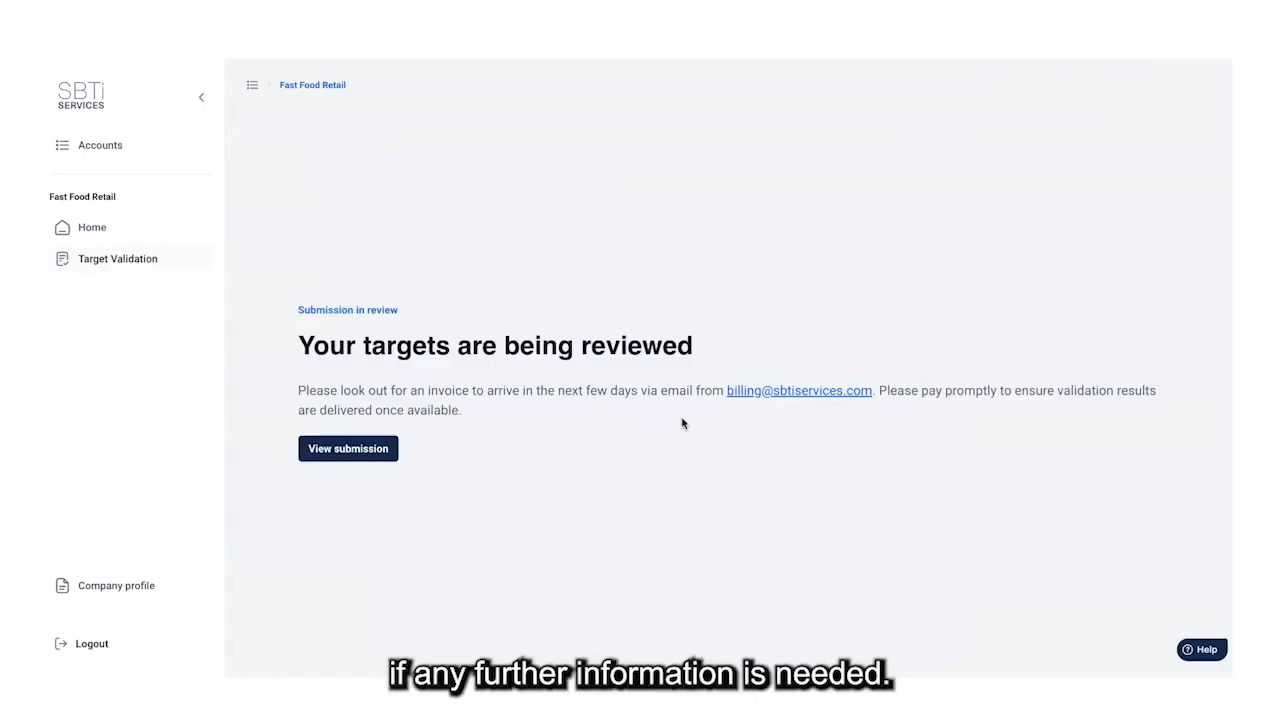 SBTi
SERVICES
Accounts
Fast Food Retail
Home
Target Validation
Company profile
Logout
Fast Food Retail
Submission in review
Your targets are being reviewed
Please look out for an invoice to arrive in the next few days via email from billing@sbtiservices.com. Please pay promptly to ensure validation results
are delivered once available.
View submission
Help
if any further information is needed.